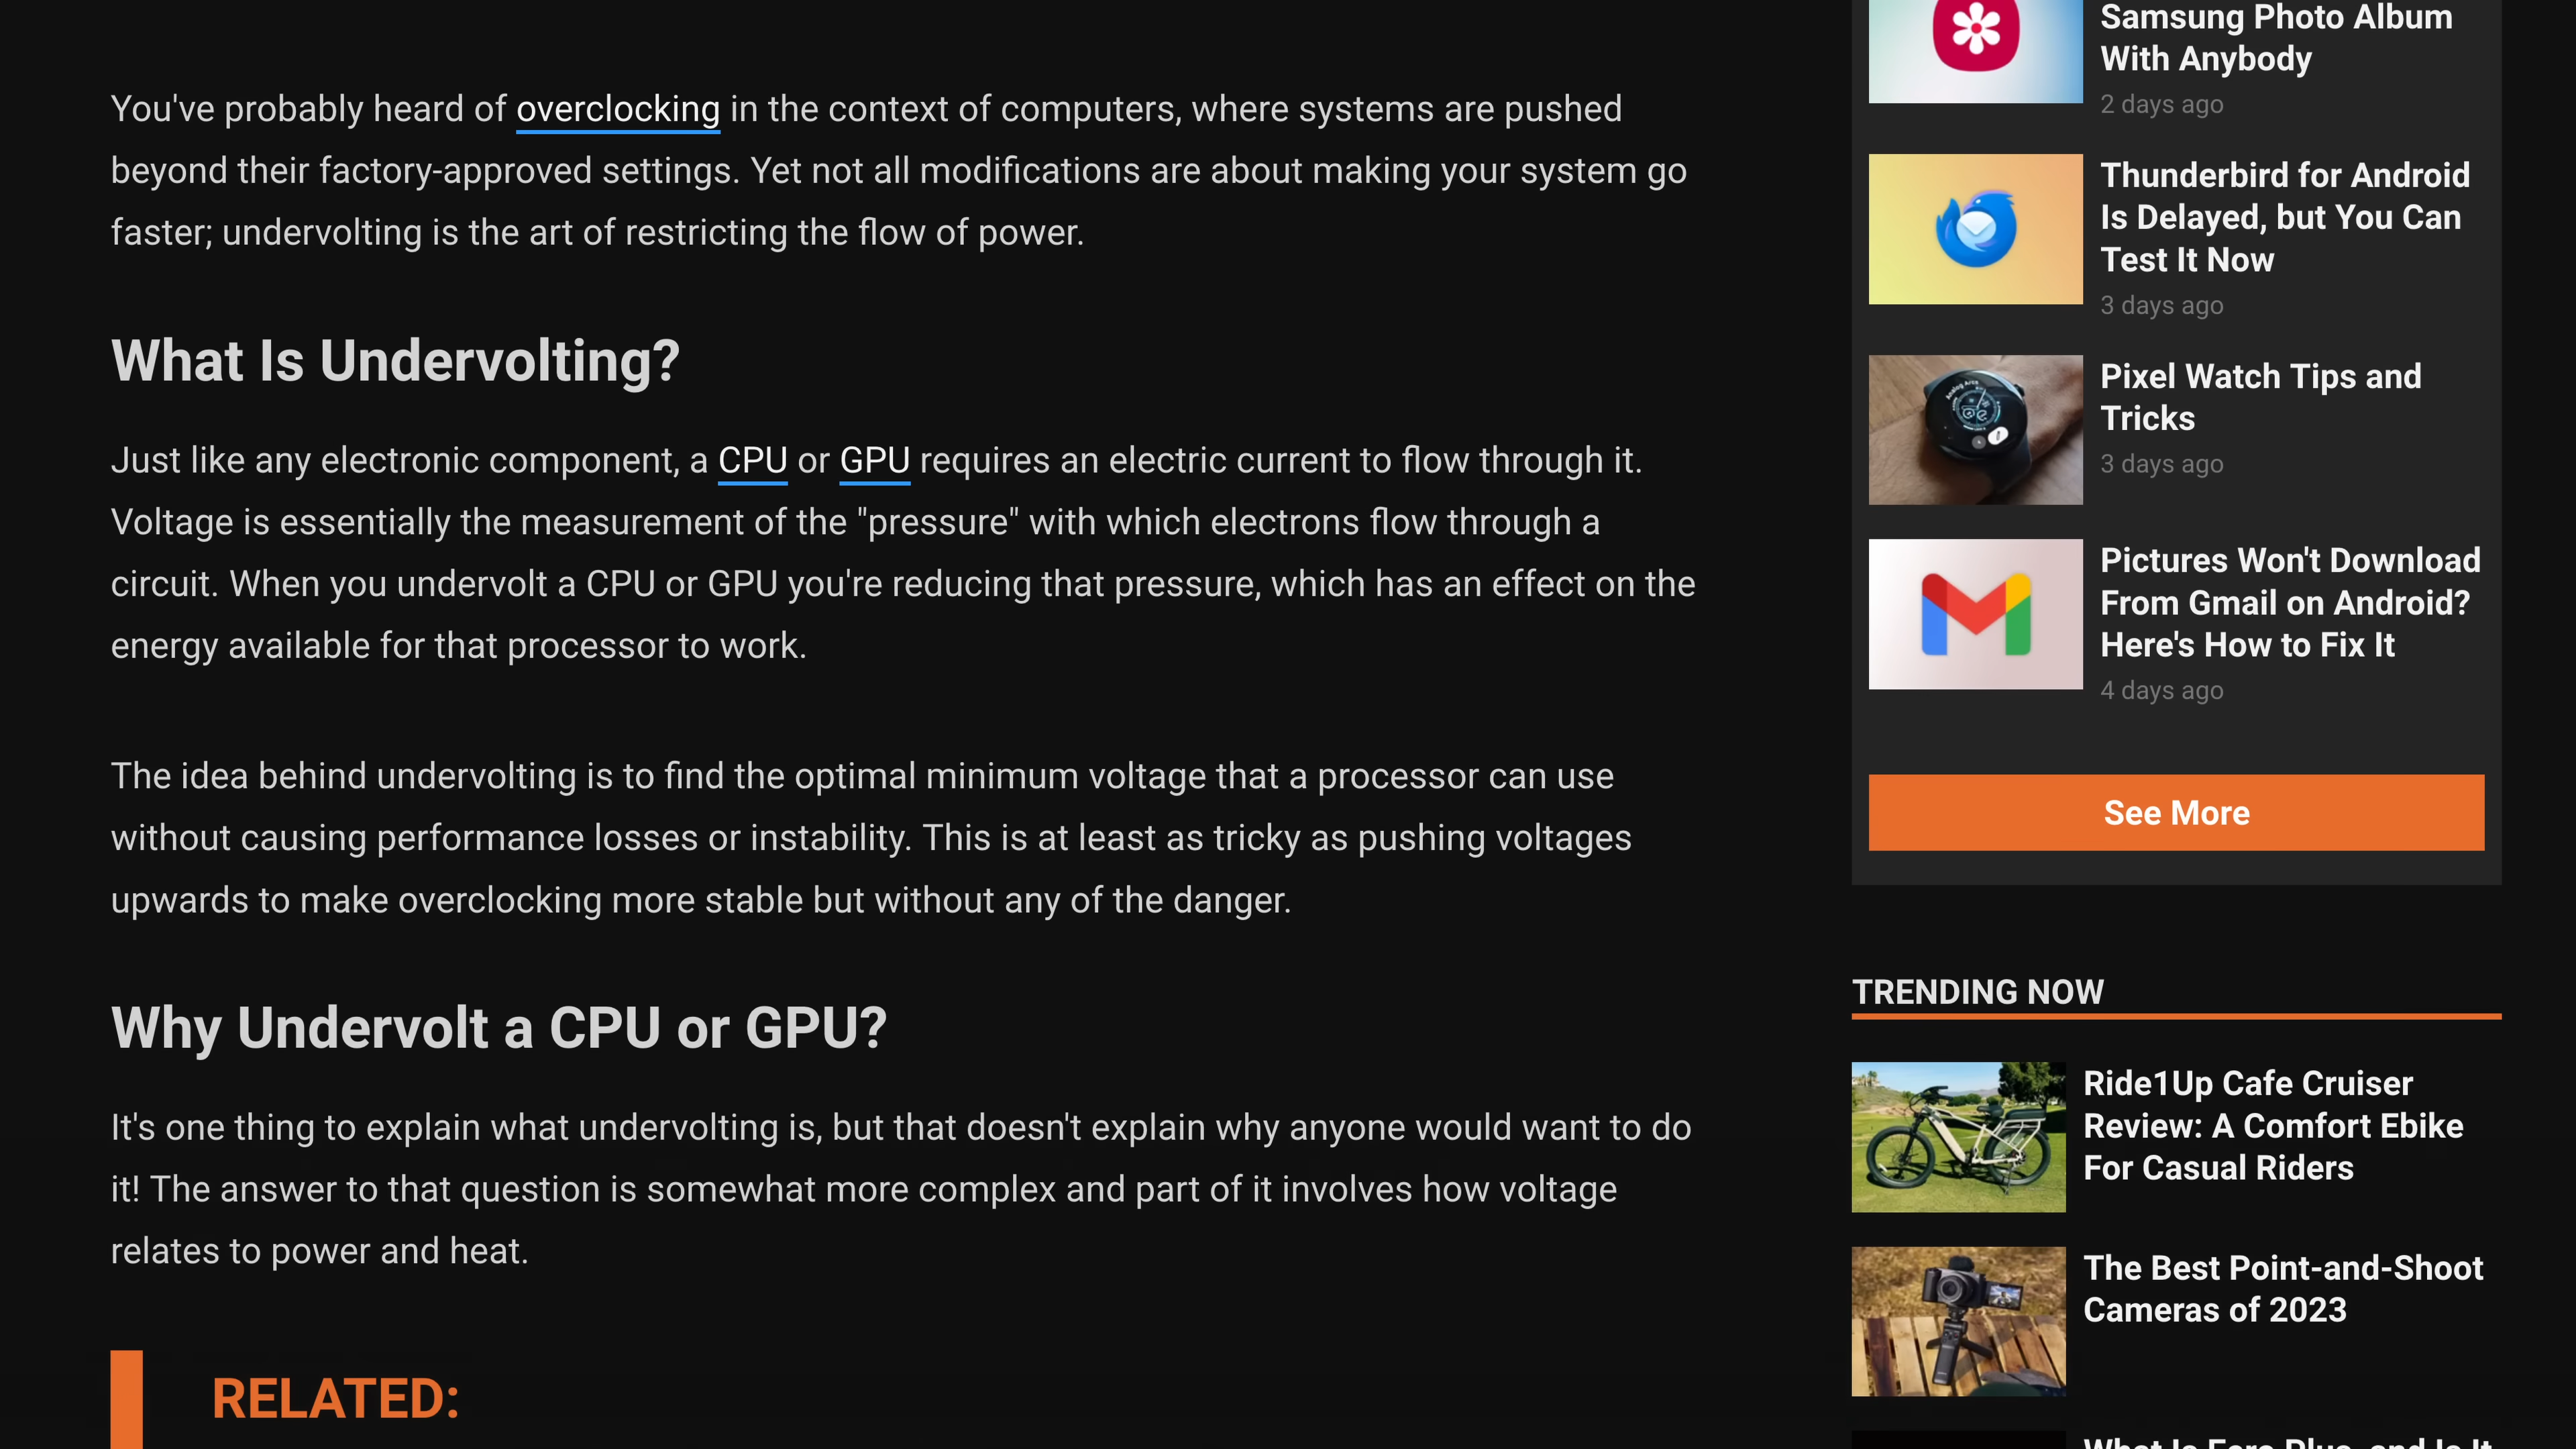 You've probably heard of overclocking in the context of computers, where systems are pushed
beyond their factory-approved settings. Yet not all modifications are about making your system go
faster; undervolting is the art of restricting the flow of power.
What Is Undervolting?
Just like any electronic component, a CPU or GPU requires an electric current to flow through it.
Voltage is essentially the measurement of the "pressure" with which electrons flow through a
circuit. When you undervolt a CPU or GPU you're reducing that pressure, which has an effect on the
energy available for that processor to work.
The idea behind undervolting is to find the optimal minimum voltage that a processor can use
without causing performance losses or instability. This is at least as tricky as pushing voltages
upwards to make overclocking more stable but without any of the danger.
Why Undervolt a CPU or GPU?
It's one thing to explain what undervolting is, but that doesn't explain why anyone would want to do
it! The answer to that question is somewhat more complex and part of it involves how voltage
relates to power and heat.
RELATED:
Samsung Photo Album
With Anybody
2 days ago
Thunderbird for Android
Is Delayed, but You Can
Test It Now
3 days ago
Pixel Watch Tips and
Tricks
3 days ago
Pictures Won't Download
From Gmail on Android?
Here's How to Fix It
4 days ago
See More
TRENDING NOW
Ride1Up Cafe Cruiser
Review: A Comfort Ebike
For Casual Riders
The Best Point-and-Shoot
Cameras of 2023